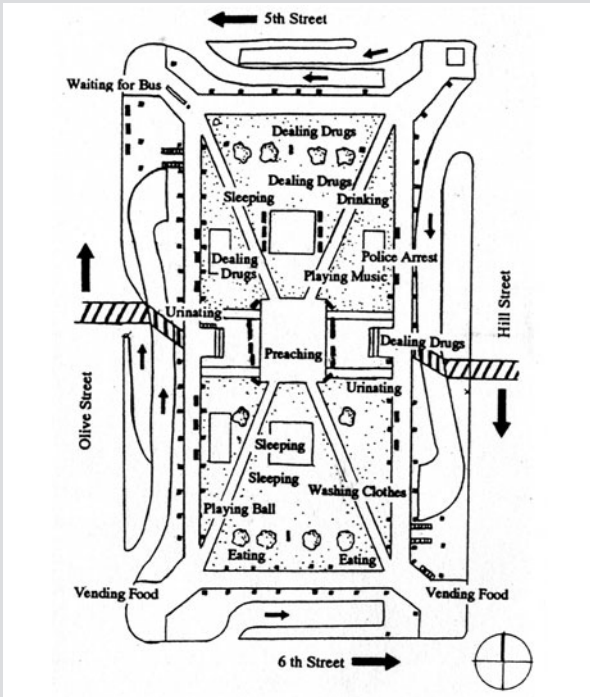 5th Street
Waiting for Bus
Dealing Drugs
Dealing Drugs
Sleeping
Drinking
Dealing
Drugs
Police Arrest
Playing Music
Urinating
Hill Street
Dealing Drugs
Preaching
Urinating
Olive Street
Sleeping
Sleeping
Washing Clothes
Playing Ball
Eating
Eating
Vending Food
Vending Food
6 th Street